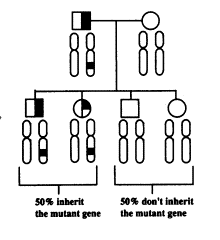 50% inherit
the mutant gene
50% don't inherit
the mutant gene